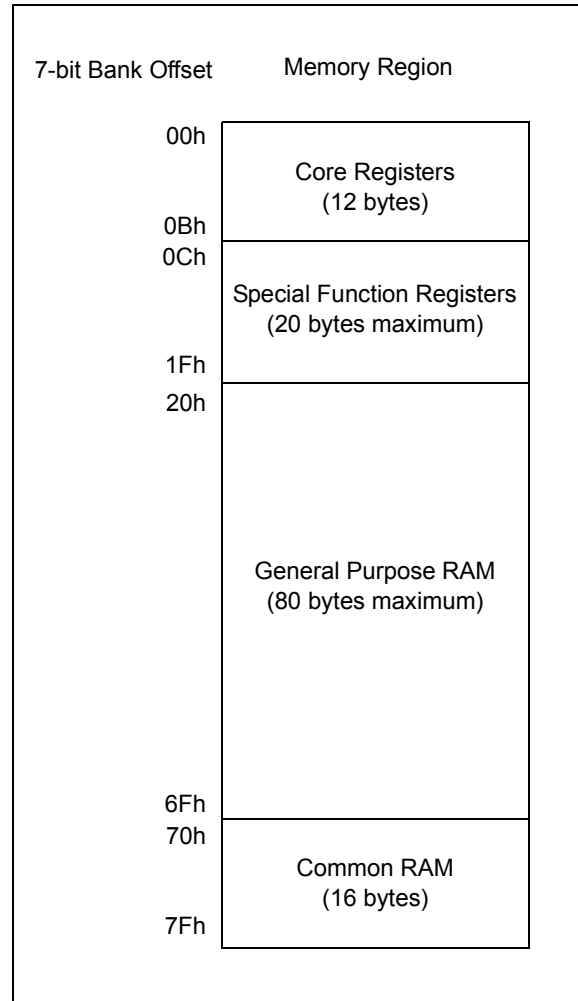 7-bit Bank Offset
Memory Region
00h
Core Registers
(12 bytes)
0Bh
0Ch
Special Function Registers
(20 bytes maximum)
1Fh
20h
General Purpose RAM
(80 bytes maximum)
6Fh
70h
Common RAM
(16 bytes)
7Fh